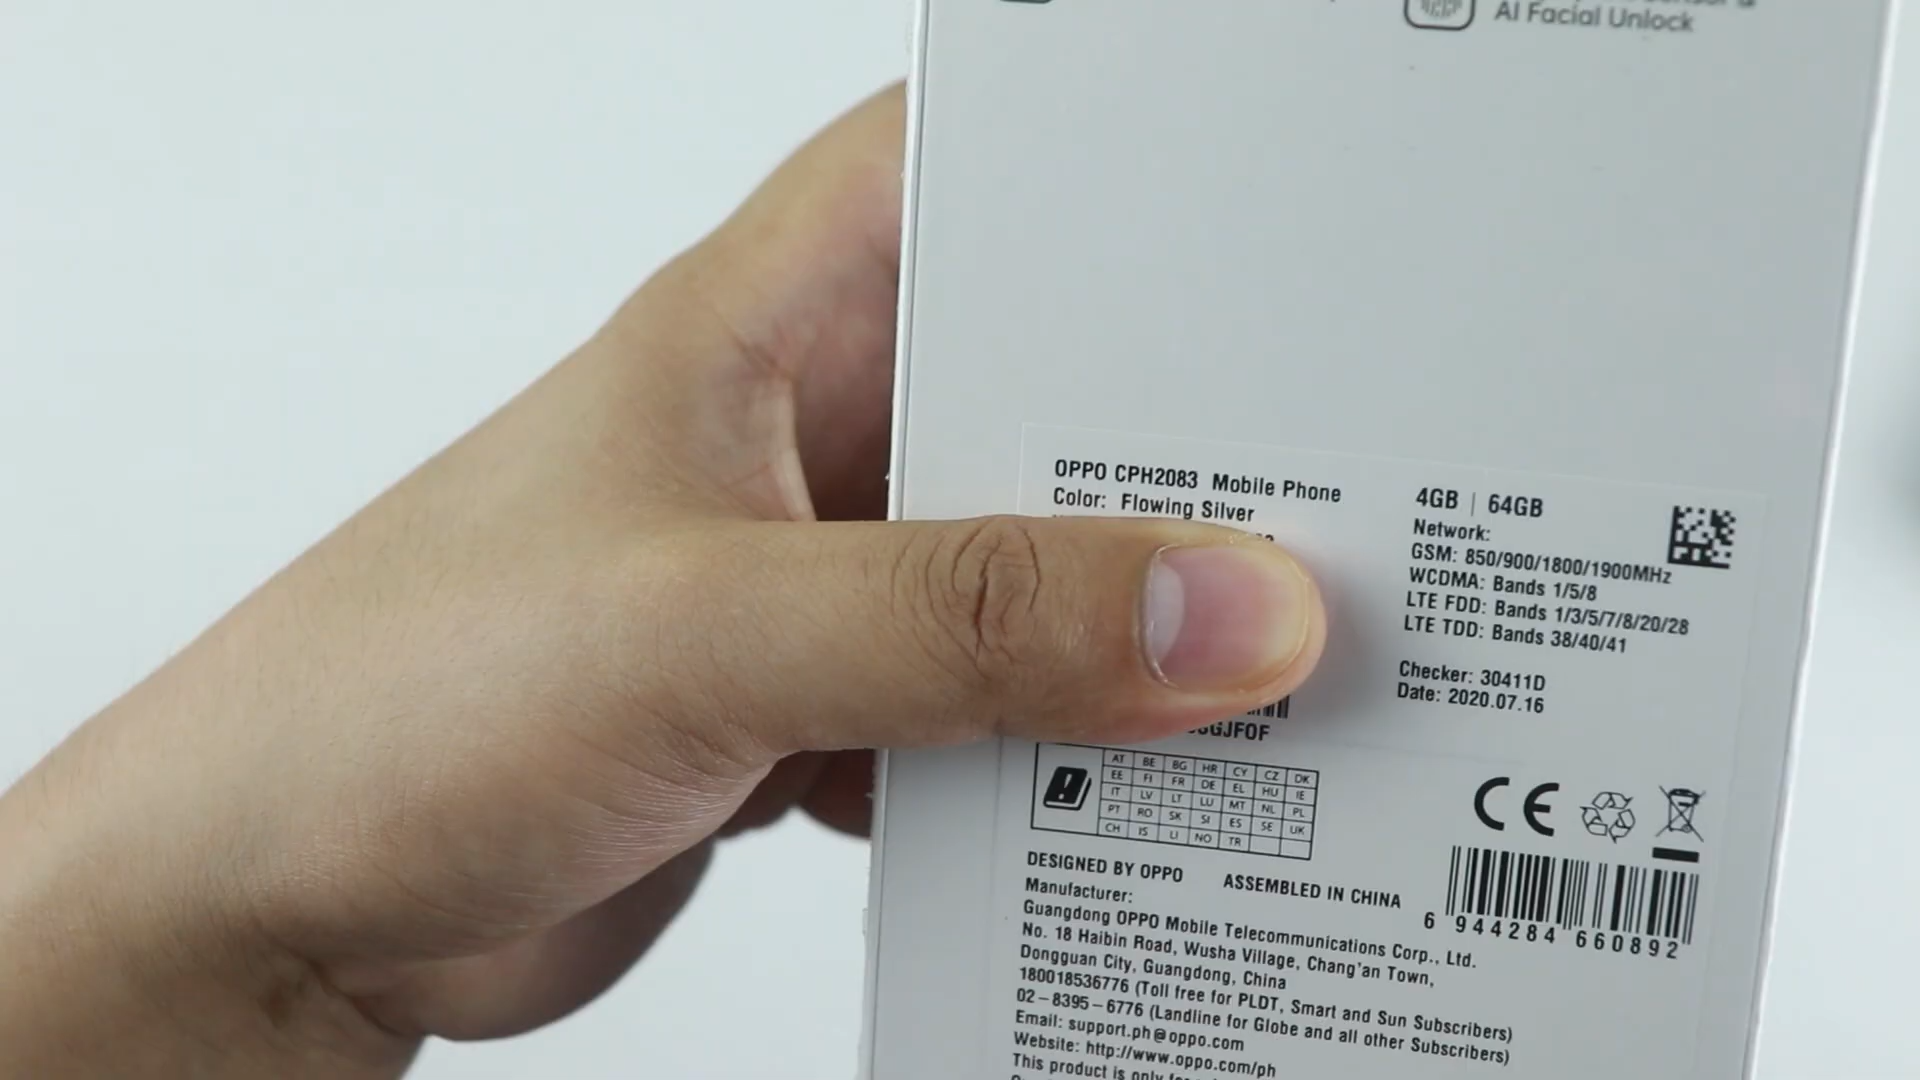 AI Facial Unlock
OPPO CPH2083 Mobile Phone
Color: Flowing Silver
4GB | 64GB
Network:
GSM: 850/900/1800/1900MHz
WCDMA: Bands 1/5/8
LTE FDD: Bands 1/3/5/7/8/20/28
LTE TDD: Bands 38/40/41
Checker: 30411D
Date: 2020.07.16
GJF0F
AT BE BG HR CY CZ DK
EE FI FR DE EL HU IE
IT LV LT LU MT NL PL
PT RO SK SI ES SE UK
CH IS LI NO TR
CE
DESIGNED BY OPPO ASSEMBLED IN CHINA
6 944284 660892
Manufacturer:
Guangdong OPPO Mobile Telecommunications Corp., Ltd.
No. 18 Haibin Road, Wusha Village, Chang'an Town,
Dongguan City, Guangdong, China
180018536776 (Toll free for PLDT, Smart and Sun Subscribers)
02-8395-6776 (Landline for Globe and all other Subscribers)
Email: support.ph@oppo.com
Website: http://www.oppo.com/ph
This product is only